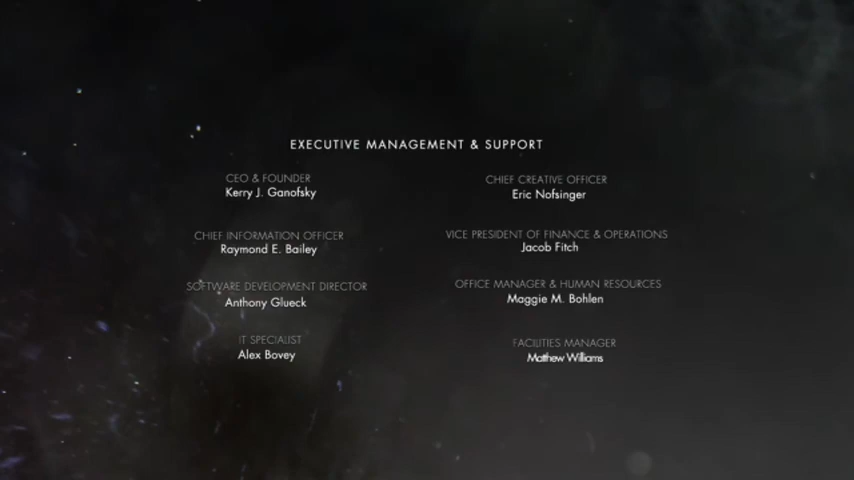 EXECUTIVE MANAGEMENT & SUPPORT
CEO & FOUNDER
Kerry J. Ganofsky
CHIEF CREATIVE OFFICER
Eric Nofsinger
CHIEF INFORMATION OFFICER
Raymond E. Bailey
VICE PRESIDENT OF FINANCE & OPERATIONS
Jacob Fitch
SOFTWARE DEVELOPMENT DIRECTOR
Anthony Glueck
OFFICE MANAGER & HUMAN RESOURCES
Maggie M. Bohlen
IT SPECIALIST
Alex Bovey
FACILITIES MANAGER
Matthew Williams